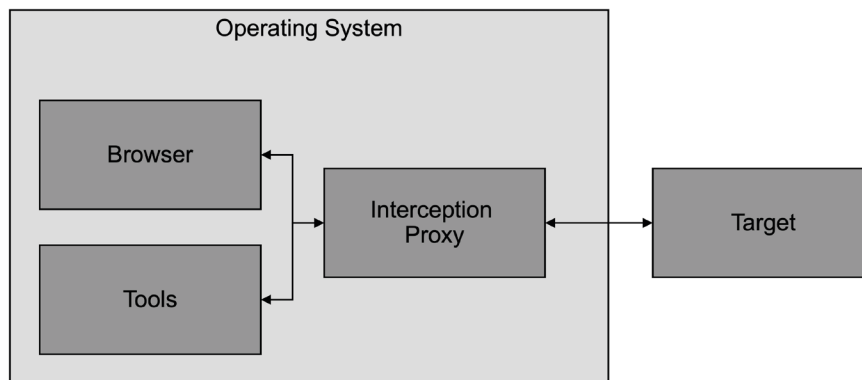 Operating System
Browser
Interception
Proxy
Target
Tools